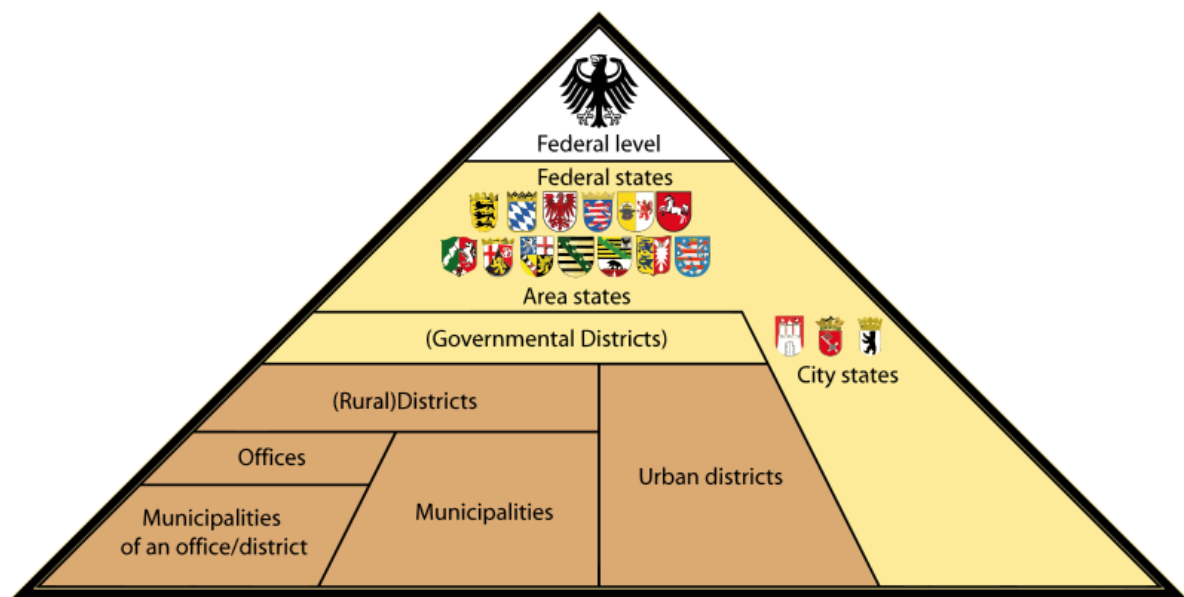 Federal level
Federal states
Area states
(Governmental Districts)
City states
(Rural)Districts
Offices
Urban districts
Municipalities
Municipalities
of an office/district